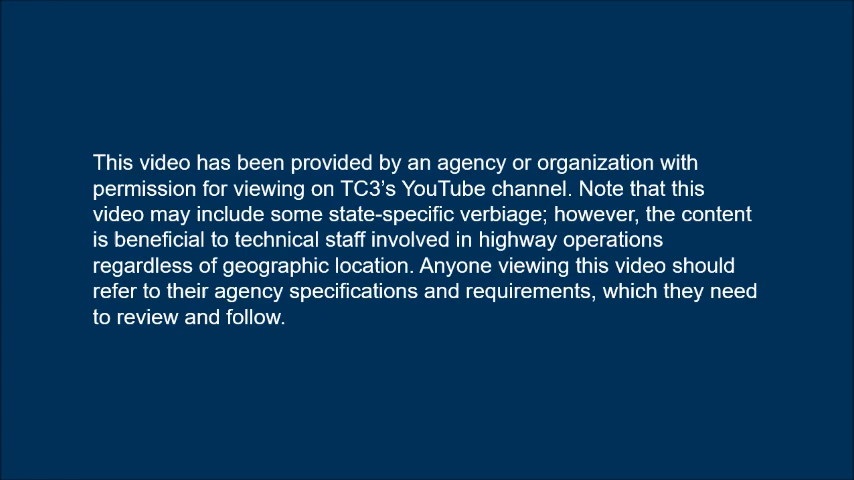 This video has been provided by an agency or organization with
permission for viewing on TC3’s YouTube channel. Note that this
video may include some state-specific verbiage; however, the content
is beneficial to technical staff involved in highway operations
regardless of geographic location. Anyone viewing this video should
refer to their agency specifications and requirements, which they need
to review and follow.